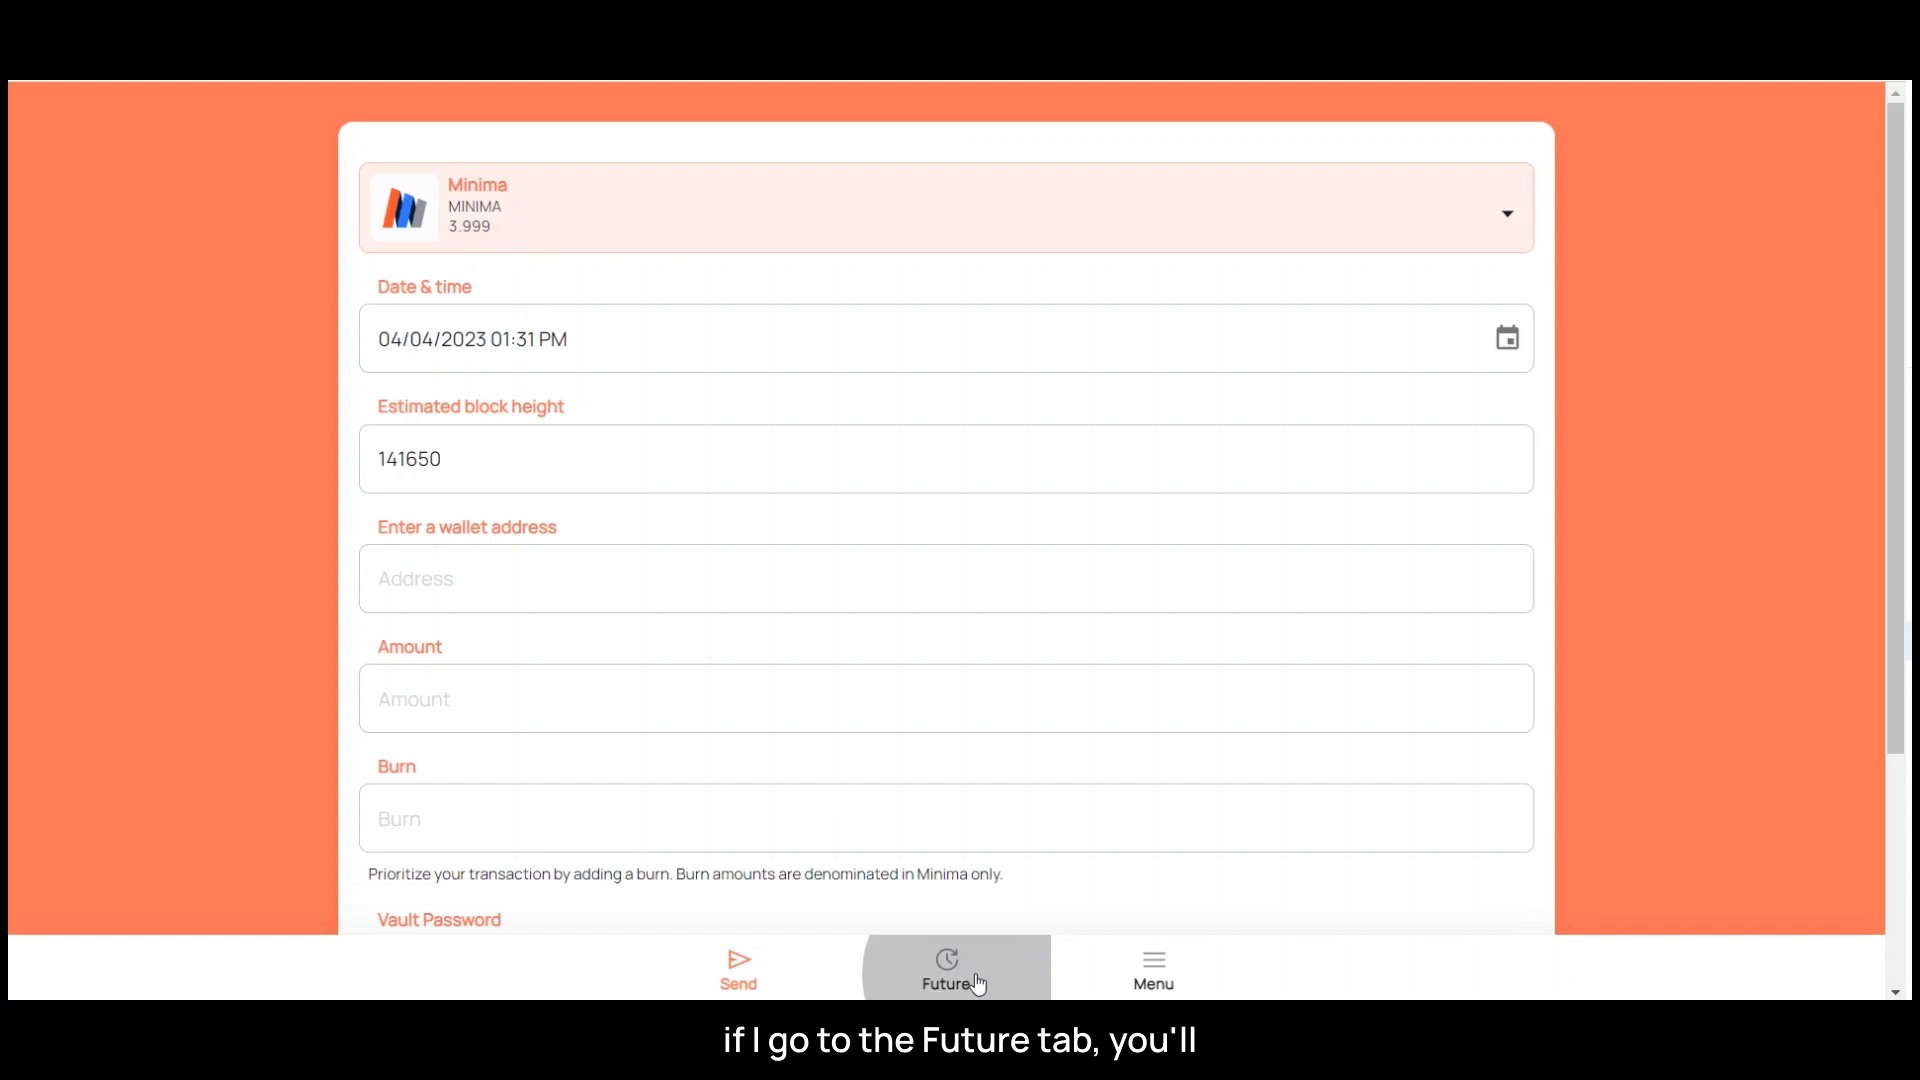 Minima
MINIMA
3.999
Date & time
04/04/2023 01:31 PM
Estimated block height
141650
Enter a wallet address
Address
Amount
Amount
Burn
Burn
Prioritize your transaction by adding a burn. Burn amounts are denominated in Minima only.
Vault Password
Send
Future
Menu
if I go to the Future tab, you'll